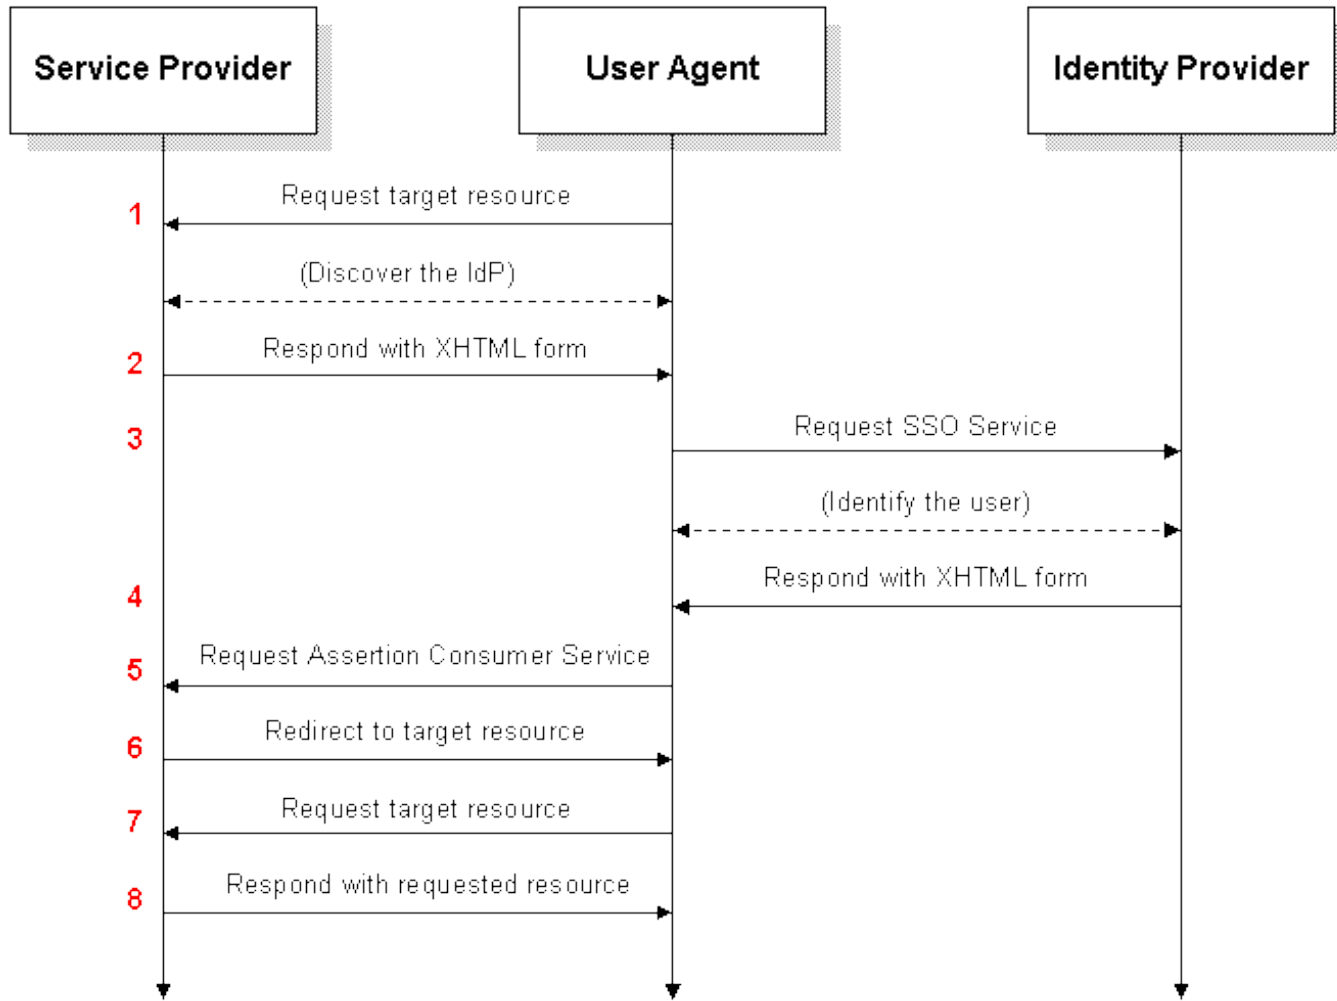 Service Provider
User Agent
Identity Provider
Request target resource
1
(Discover the IdP)
Respond with XHTML form
2
Request SSO Service
3
(Identify the user)
Respond with XHTML form
4
Request Assertion Consumer Service
5
Redirect to target resource
6
Request target resource
7
Respond with requested resource
8